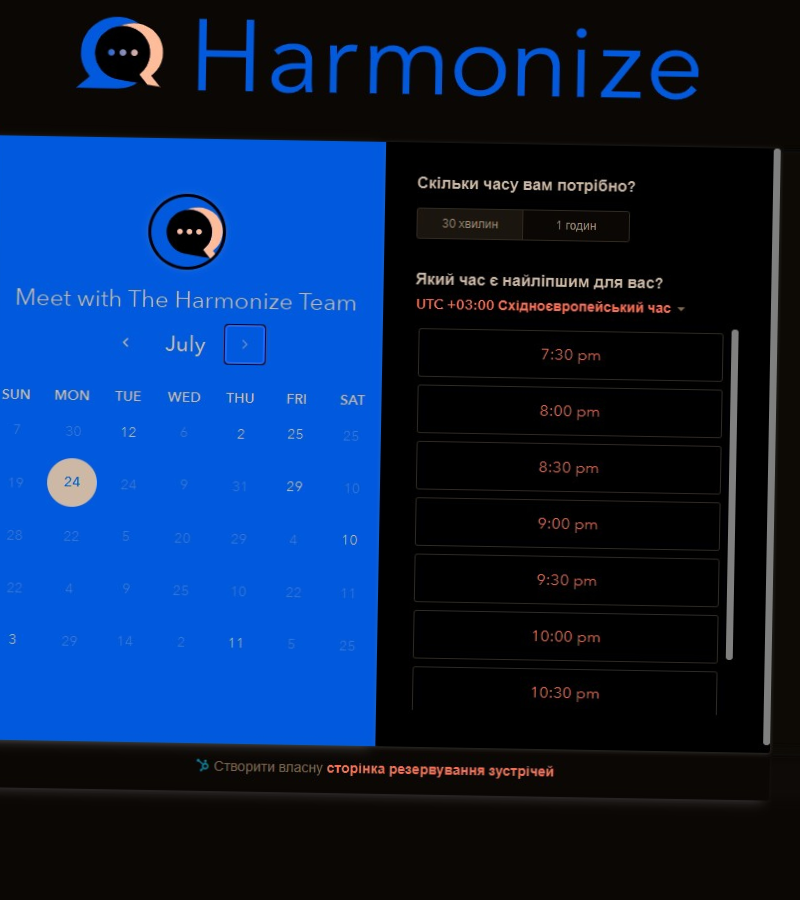 Harmonize
Meet with The Harmonize Team
July
SUN MON TUE WED THU FRI SAT
7 30 12 6 2 25 25
19 24 24 9 31 29 10
28 22 5 20 29 4 10
22 4 9 25 10 22 11
3 29 14 2 11 5 25
Скільки часу вам потрібно?
30 хвилин 1 годин
Який час є найліпшим для вас?
UTC +03:00 Східноєвропейський час
7:30 pm
8:00 pm
8:30 pm
9:00 pm
9:30 pm
10:00 pm
10:30 pm
Створити власну сторінка резервування зустрічей